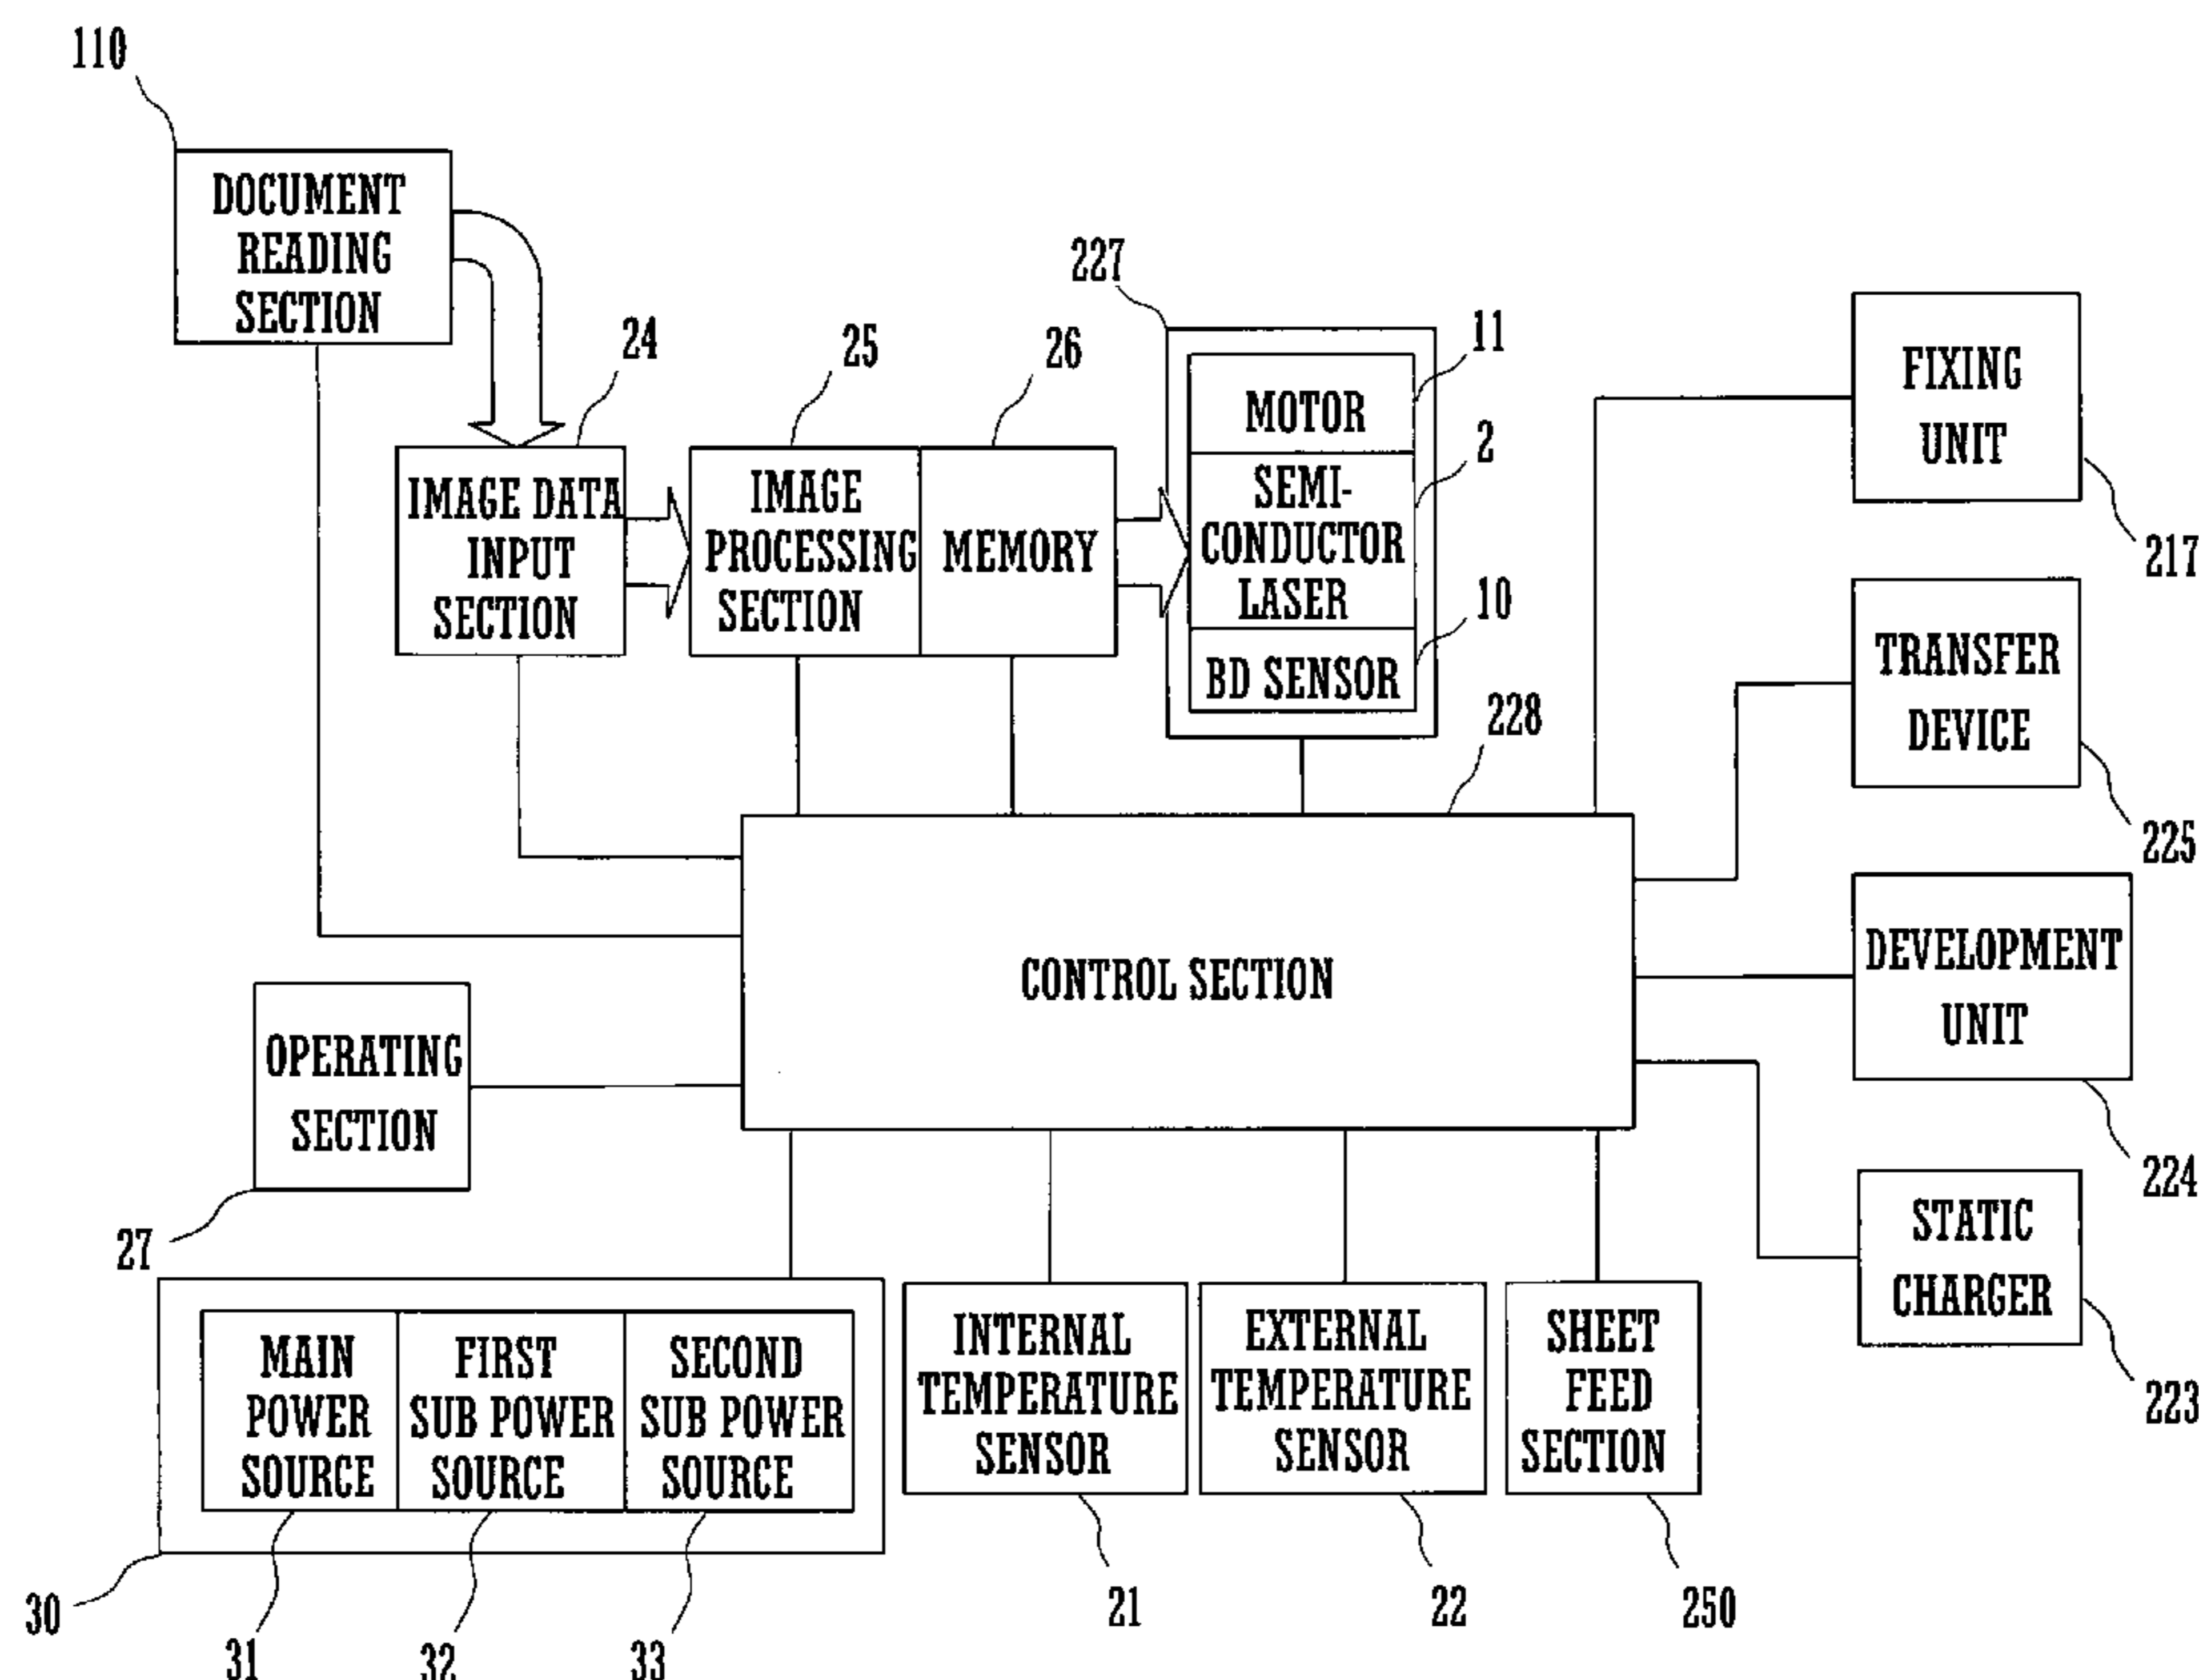 110
DOCUMENT
READING
SECTION
227
11
24
25
26
2
10
MOTOR
SEMI-
CONDUCTOR
LASER
BD SENSOR
IMAGE DATA
INPUT
SECTION
IMAGE
PROCESSING
SECTION
MEMORY
228
FIXING
UNIT
217
TRANSFER
DEVICE
225
CONTROL SECTION
DEVELOPMENT
UNIT
224
OPERATING
SECTION
27
STATIC
CHARGER
223
MAIN
POWER
SOURCE
FIRST
SUB POWER
SOURCE
SECOND
SUB POWER
SOURCE
INTERNAL
TEMPERATURE
SENSOR
EXTERNAL
TEMPERATURE
SENSOR
SHEET
FEED
SECTION
30
31
32
33
21
22
250